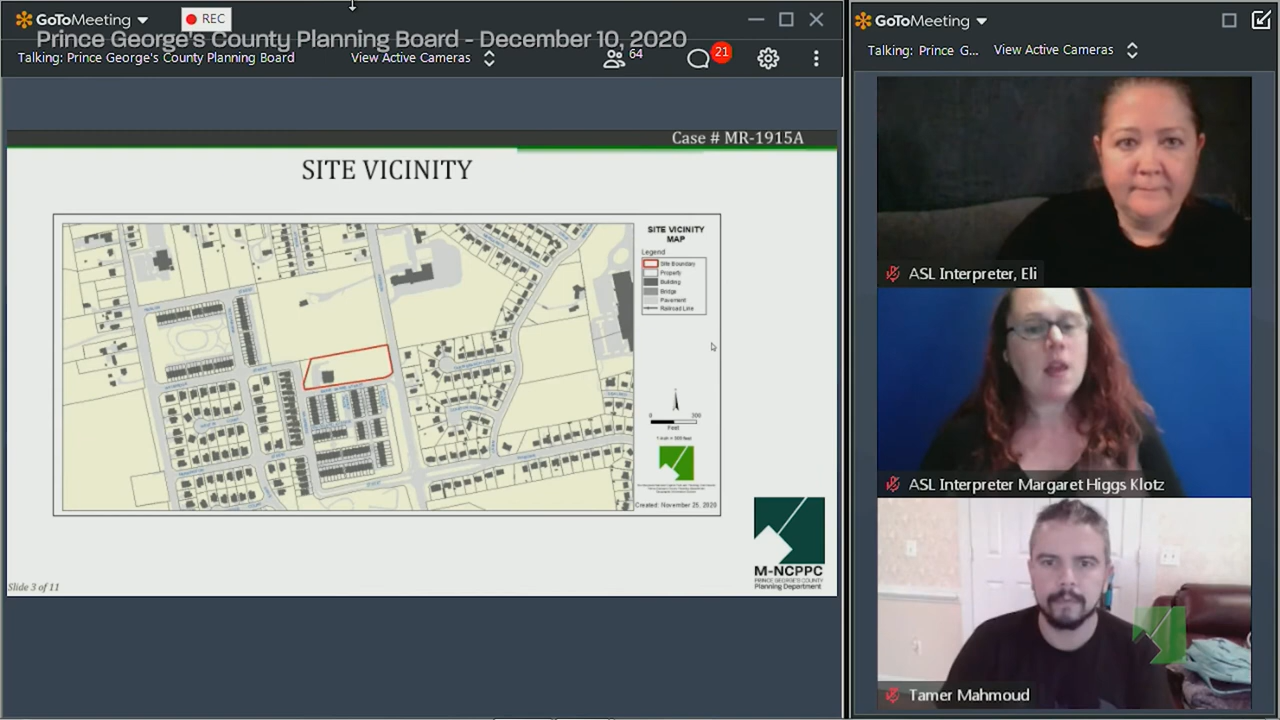 GoToMeeting
REC
Prince George's County Planning Board - December 10, 2020
Talking: Prince George's County Planning Board
View Active Cameras
64
21
Case # MR-1915A
SITE VICINITY
SITE VICINITY
MAP
Legend
Site Boundary
Property
Building
Bridge
Pavement
Railroad Line
0
300
Feet
Created: November 25, 2020
M-NCPPC
PRINCE GEORGE'S COUNTY
Planning Department
Slide 3 of 11
GoToMeeting
Talking: Prince G...
View Active Cameras
ASL Interpreter, Eli
ASL Interpreter Margaret Higgs Klotz
Tamer Mahmoud